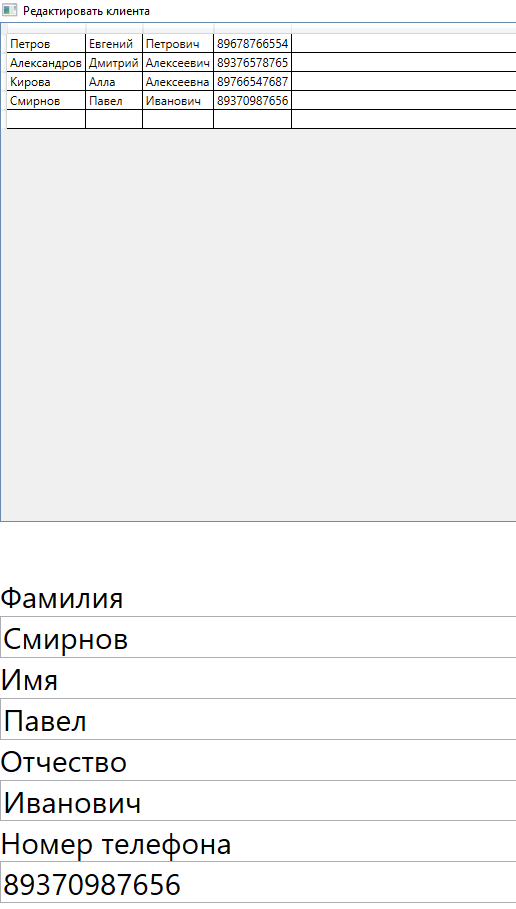 Редактировать клиента
Петров Евгений Петрович 89678766554
Александров Дмитрий Алексеевич 89376578765
Кирова Алла Алексеевна 89766547687
Смирнов Павел Иванович 89370987656
Фамилия
Смирнов
Имя
Павел
Отчество
Иванович
Номер телефона
89370987656